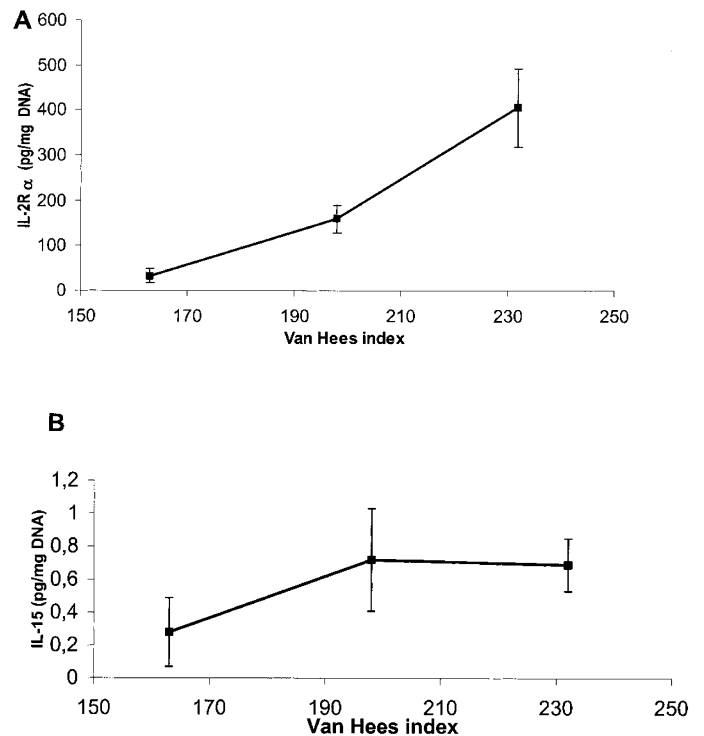 A
600
500
400
300
200
100
0
IL-2Rα (pg/mg DNA)
150 170 190 210 230 250
Van Hees index
B
1,2
1
0,8
0,6
0,4
0,2
0
IL-15 (pg/mg DNA)
150 170 190 210 230 250
Van Hees index